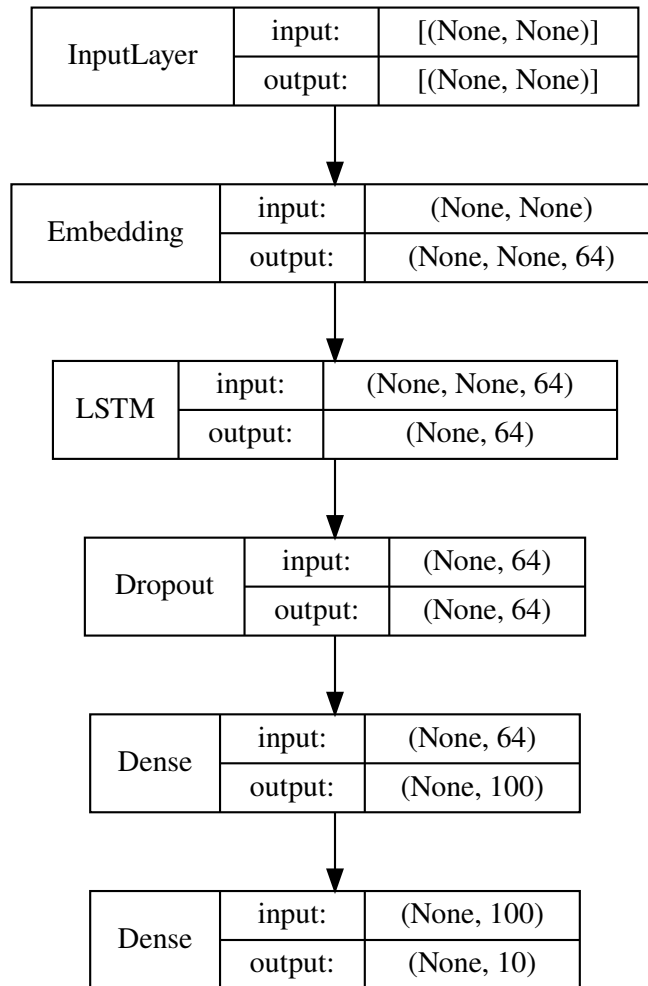 InputLayer
input: [(None, None)]
output: [(None, None)]
Embedding
input: (None, None)
output: (None, None, 64)
LSTM
input: (None, None, 64)
output: (None, 64)
Dropout
input: (None, 64)
output: (None, 64)
Dense
input: (None, 64)
output: (None, 100)
Dense
input: (None, 100)
output: (None, 10)